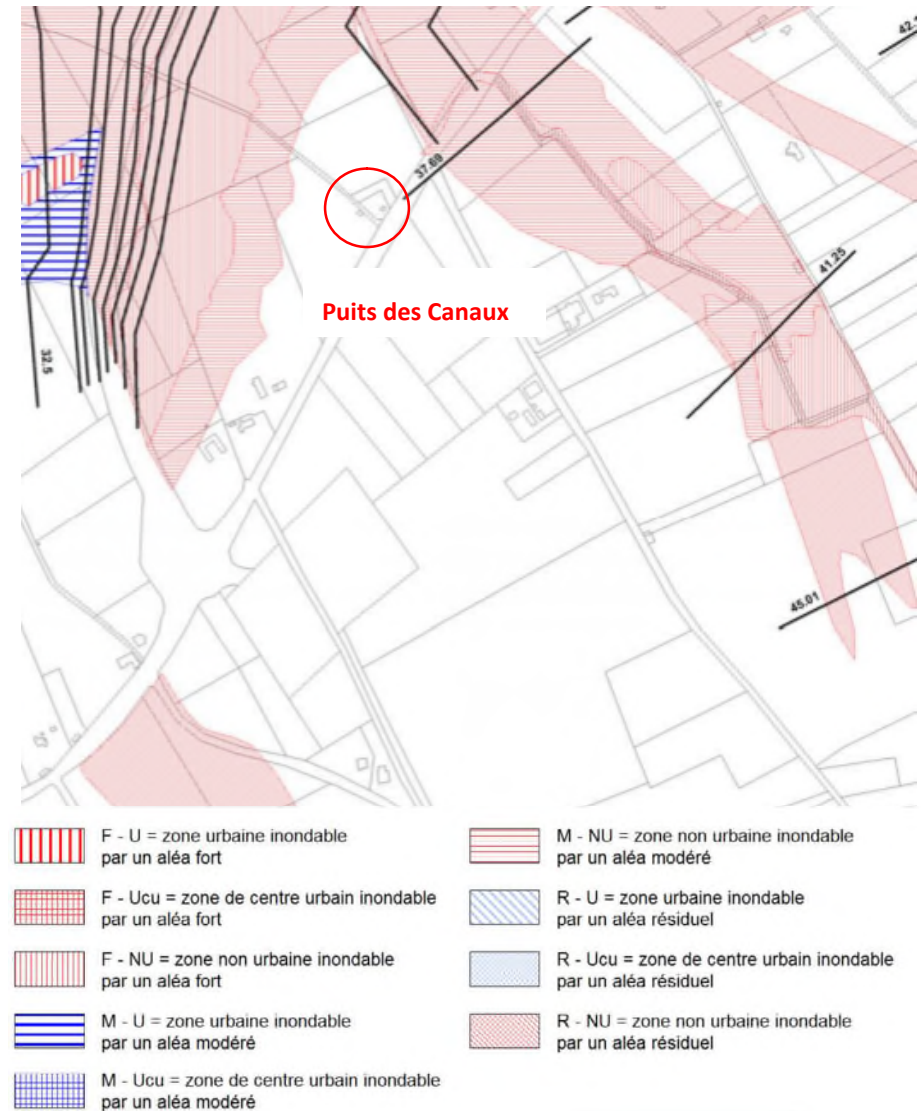 37.09
41.25
Puits des Canaux
32.5
45.01
F - U = zone urbaine inondable
par un aléa fort
F - Ucu = zone de centre urbain inondable
par un aléa fort
F - NU = zone non urbaine inondable
par un aléa fort
M - U = zone urbaine inondable
par un aléa modéré
M - Ucu = zone de centre urbain inondable
par un aléa modéré
M - NU = zone non urbaine inondable
par un aléa modéré
R - U = zone urbaine inondable
par un aléa résiduel
R - Ucu = zone de centre urbain inondable
par un aléa résiduel
R - NU = zone non urbaine inondable
par un aléa résiduel